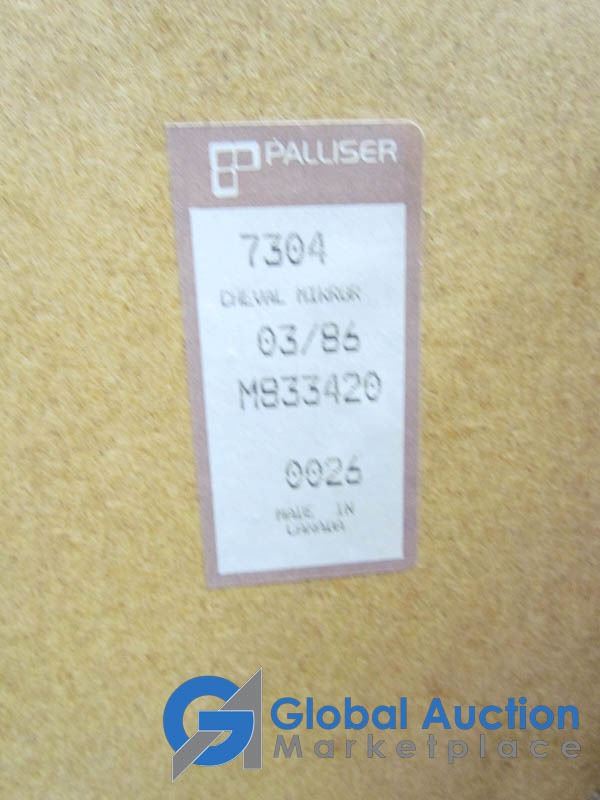 PALLISER
7304
CHEVAL MIRROR
03/86
M833420
0026
MADE IN
CANADA
Global Auction
Marketplace